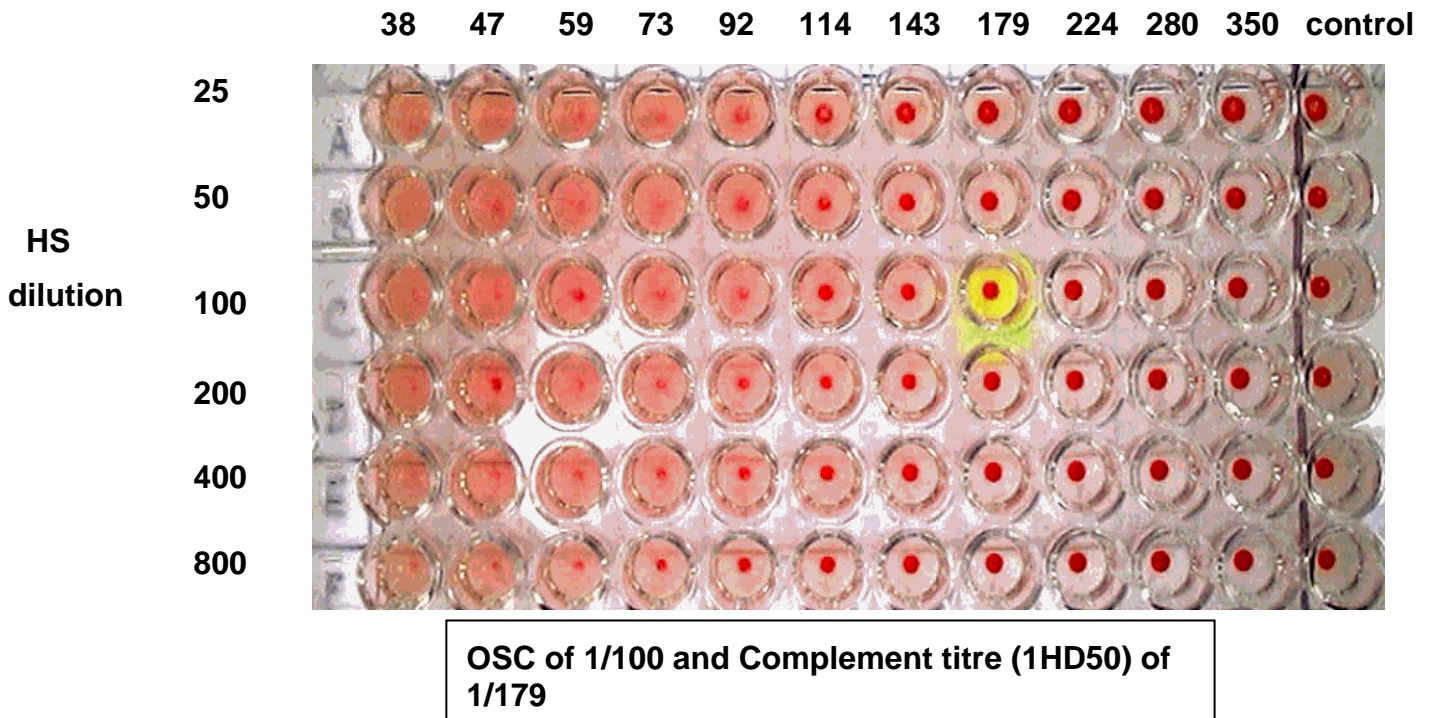 38 47 59 73 92 114 143 179 224 280 350 control
25
50
HS
dilution
100
200
400
800
A
B
C
D
E
F
OSC of 1/100 and Complement titre (1HD50) of
1/179